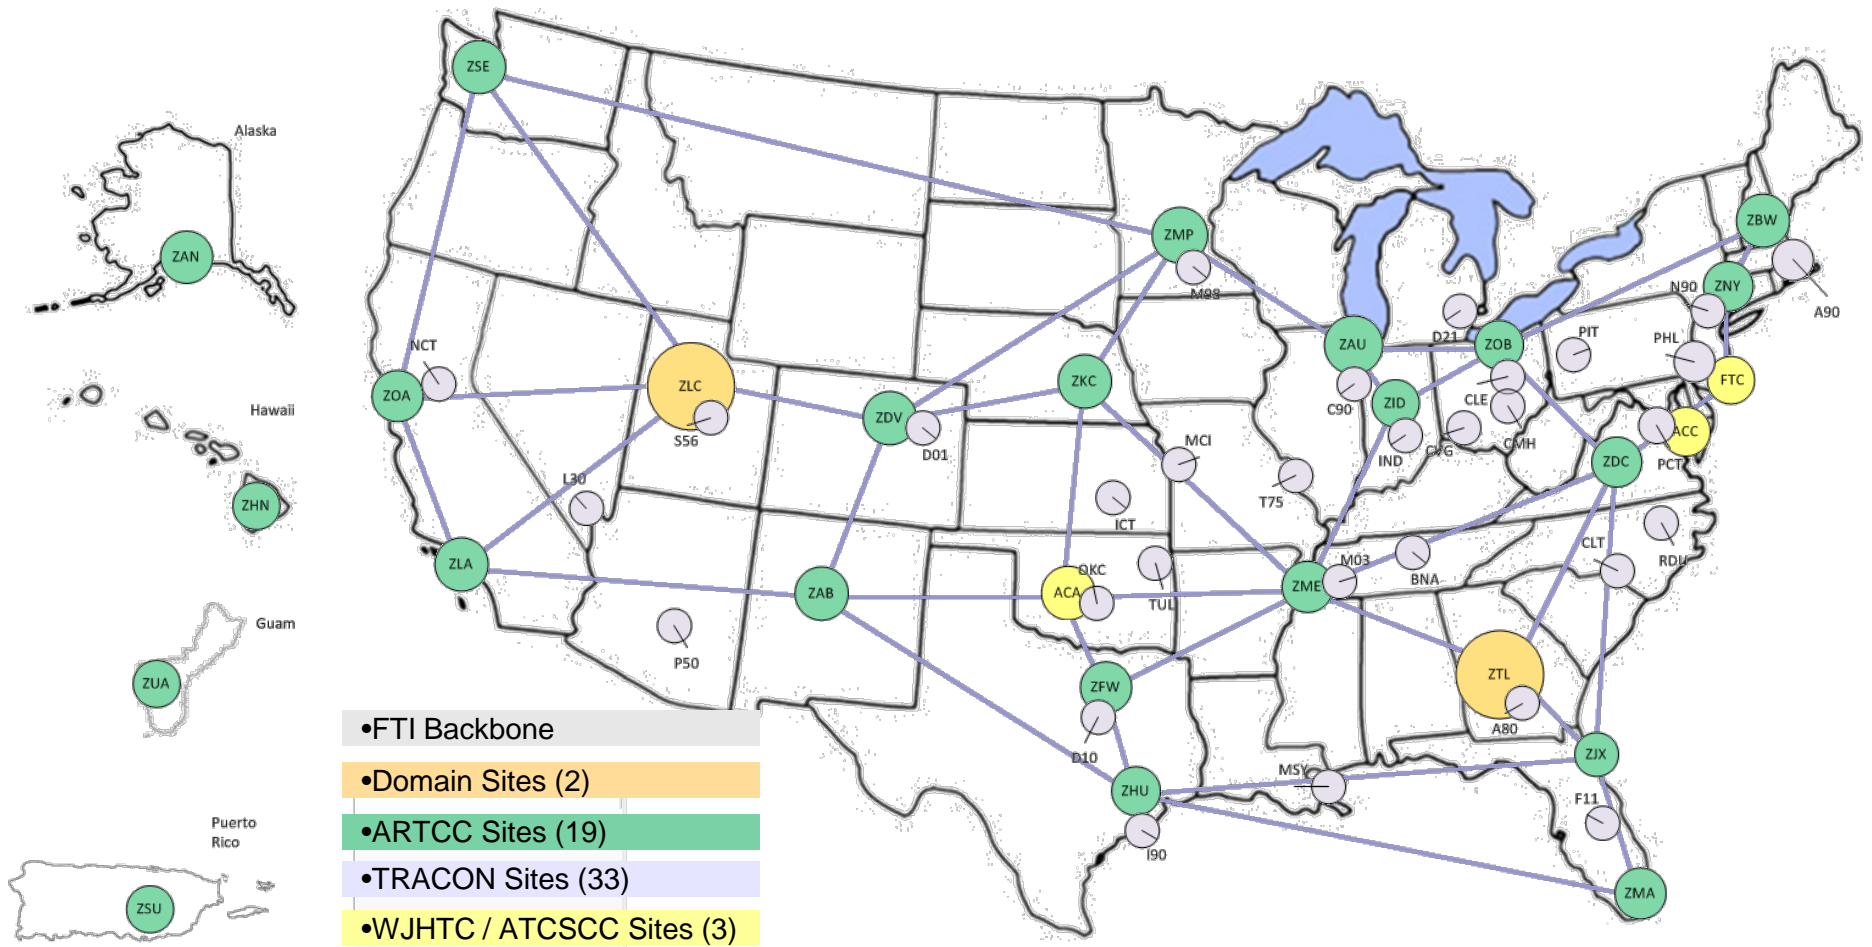 ZSE
Alaska
ZAN
ZMP
M98
ZBW
ZNY
N90
A90
D21
ZOB
PIT
PHL
ZAU
NCT
ZOA
ZLC
S56
ZDV
D01
ZKC
C90
ZID
CLE
FTC
Hawaii
IND
CVG
CMH
ACC
PCT
ZDC
MCI
L30
T75
ICT
ZHN
CLT
RDU
ZLA
ZAB
ACA
OKC
TUL
ZME
M03
BNA
Guam
P50
ZUA
ZFW
D10
ZTL
A80
ZJX
•FTI Backbone
•Domain Sites (2)
•ARTCC Sites (19)
•TRACON Sites (33)
•WJHTC / ATCSCC Sites (3)
MSY
ZHU
I90
F11
ZMA
Puerto
Rico
ZSU